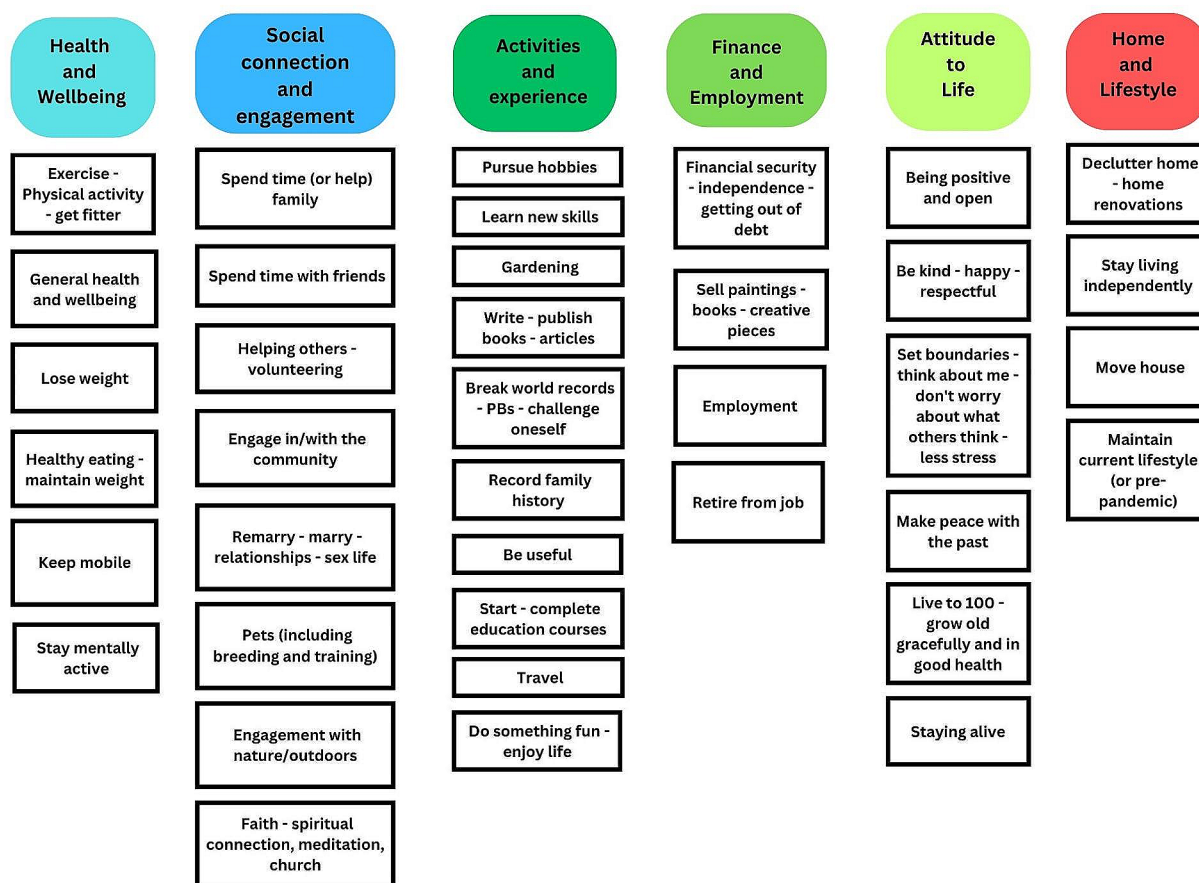 Health
and
Wellbeing
Exercise -
Physical activity
- get fitter
General health
and wellbeing
Lose weight
Healthy eating -
maintain weight
Keep mobile
Stay mentally
active
Social
connection
and
engagement
Spend time (or help)
family
Spend time with friends
Helping others -
volunteering
Engage in/with the
community
Remarry - marry -
relationships - sex life
Pets (including
breeding and training)
Engagement with
nature/outdoors
Faith - spiritual
connection, meditation,
church
Activities
and
experience
Pursue hobbies
Learn new skills
Gardening
Write - publish
books - articles
Break world records
- PBs - challenge
oneself
Record family
history
Be useful
Start - complete
education courses
Travel
Do something fun -
enjoy life
Finance
and
Employment
Financial security
- independence -
getting out of
debt
Sell paintings -
books - creative
pieces
Employment
Retire from job
Attitude
to
Life
Being positive
and open
Be kind - happy -
respectful
Set boundaries -
think about me -
don't worry
about what
others think -
less stress
Make peace with
the past
Live to 100 -
grow old
gracefully and in
good health
Staying alive
Home
and
Lifestyle
Declutter home
- home
renovations
Stay living
independently
Move house
Maintain
current lifestyle
(or pre-
pandemic)